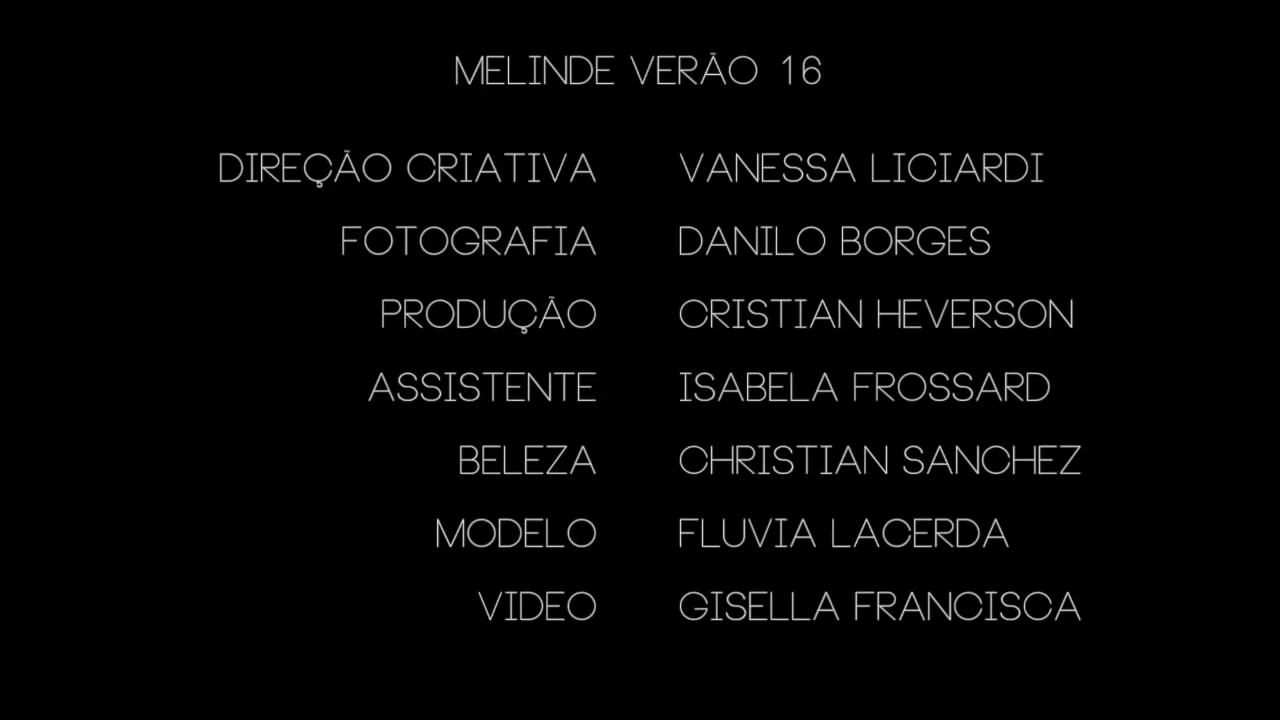 MELINDE VERÃO 16
DIREÇÃO CRIATIVA VANESSA LICIARDI
FOTOGRAFIA DANILO BORGES
PRODUÇÃO CRISTIAN HEVERSON
ASSISTENTE ISABELA FROSSARD
BELEZA CHRISTIAN SANCHEZ
MODELO FLUVIA LACERDA
VIDEO GISELLA FRANCISCA